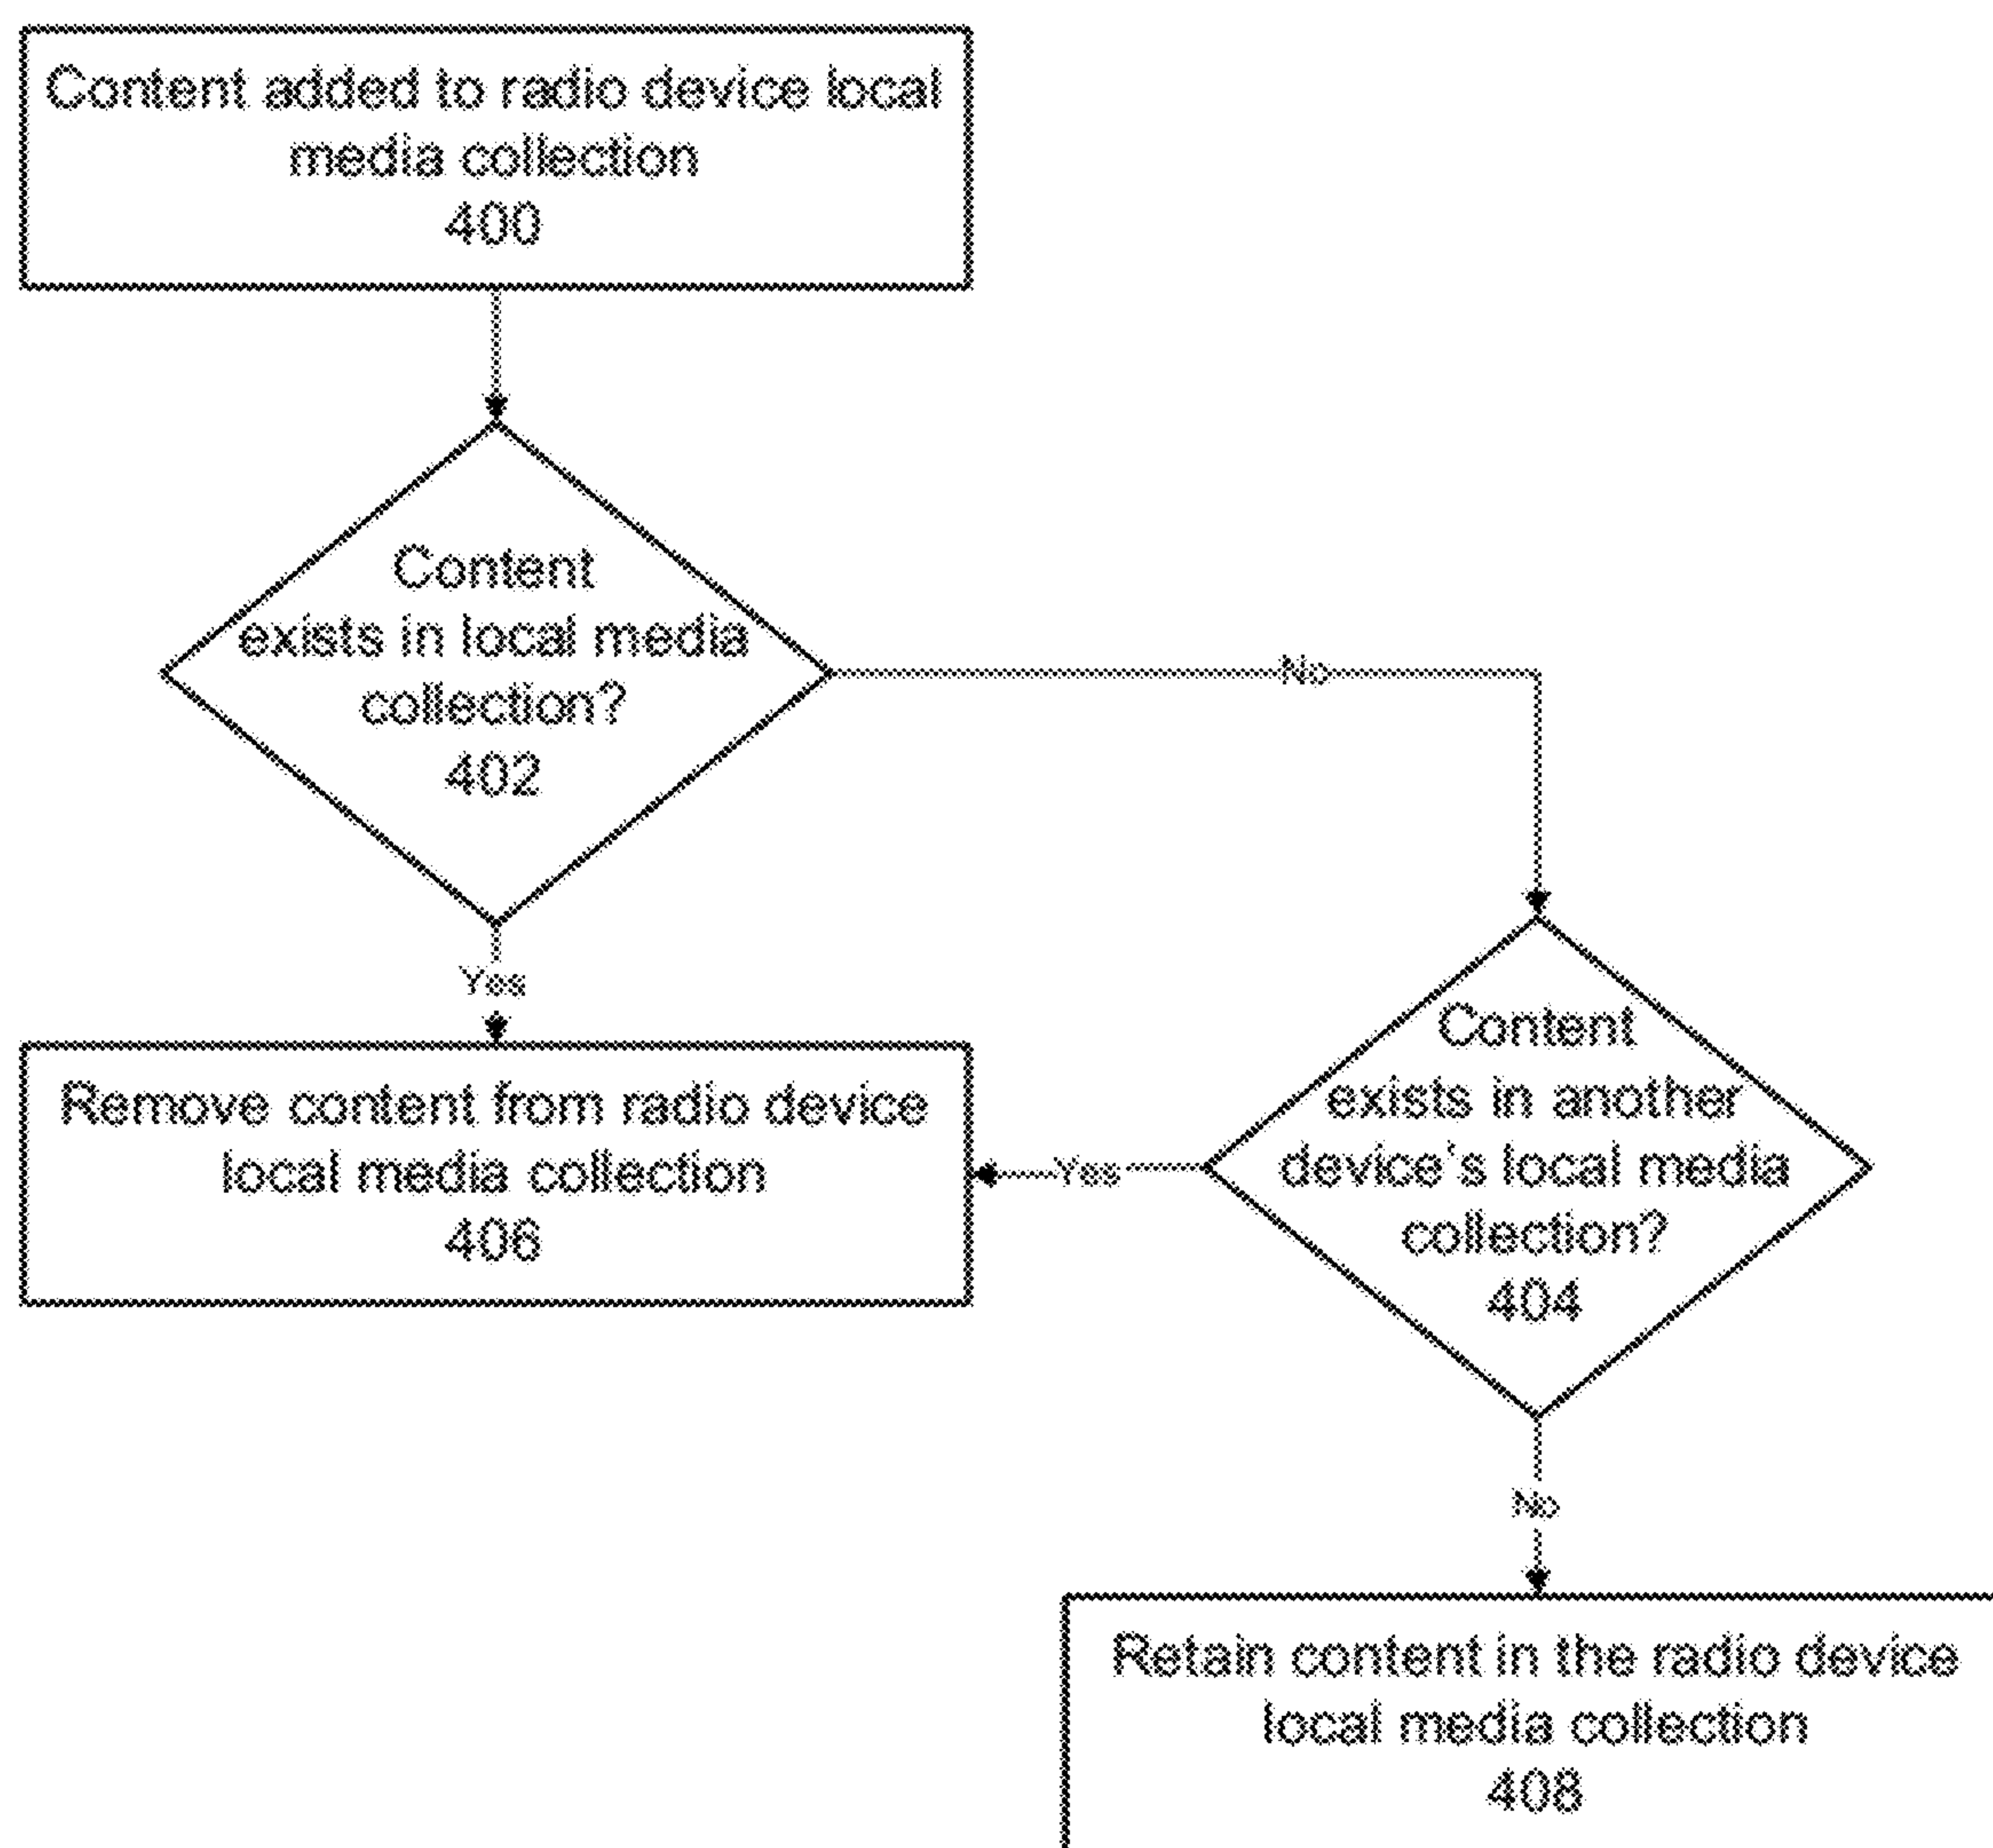 Content added to radio device local
media collection
400
Content
exists in local media
collection?
402
No
Yes
Remove content from radio device
local media collection
406
Yes
Content
exists in another
device's local media
collection?
404
No
Retain content in the radio device
local media collection
408